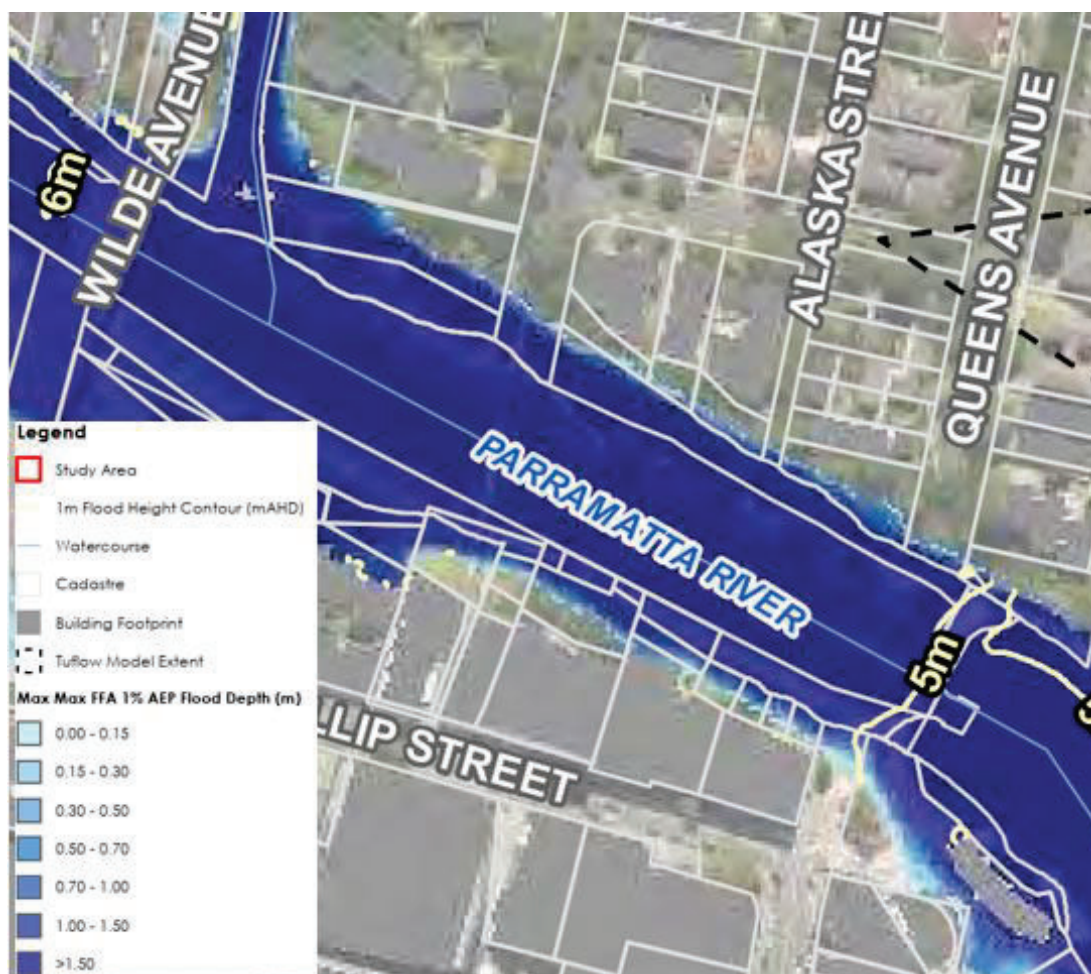 WILDE AVENUE
6m
ALASKA STREE
QUEENS AVENUE
PARRAMATTA RIVER
5m
LLIP STREET
Legend
Study Area
1m Flood Height Contour (mAHD)
Watercourse
Cadastre
Building Footprint
Tuflow Model Extent
Max Max FFA 1% AEP Flood Depth (m)
0.00 - 0.15
0.15 - 0.30
0.30 - 0.50
0.50 - 0.70
0.70 - 1.00
1.00 - 1.50
>1.50